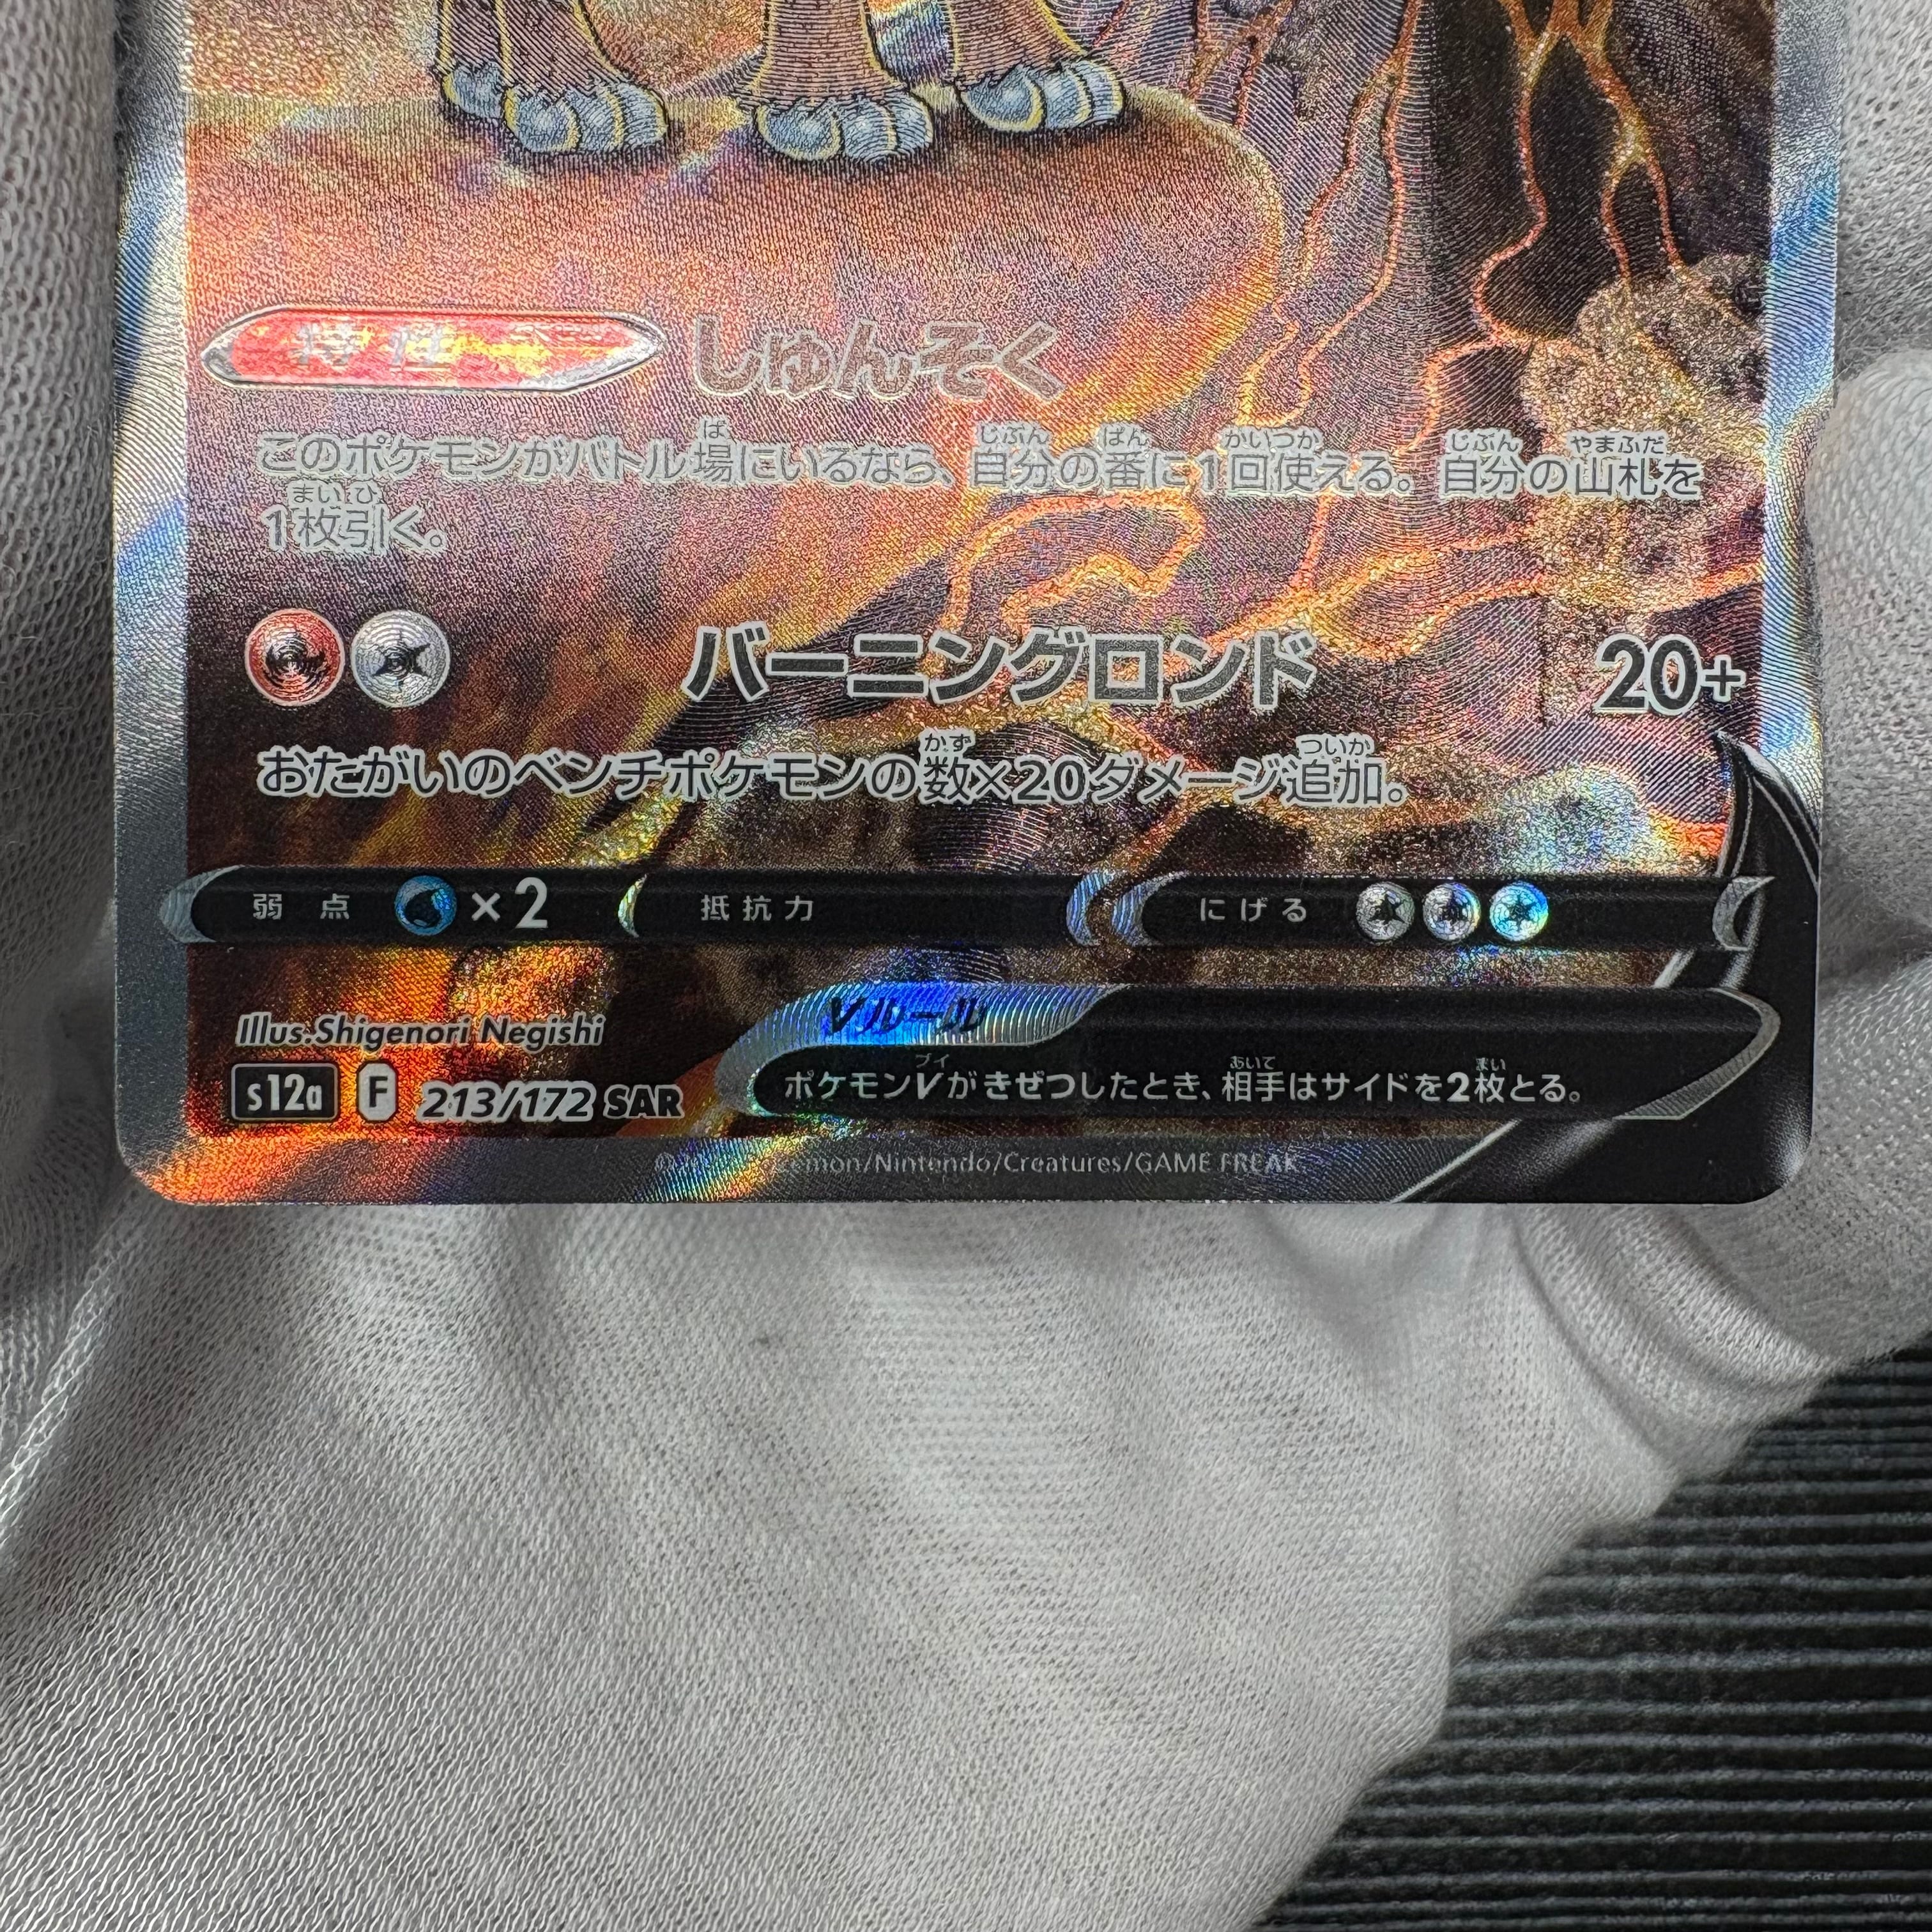 特性 しゅんそく
このポケモンがバトル場にいるなら、自分の番に1回使える。自分の山札を
1枚引く。
バーニングロンド 20+
おたがいのベンチポケモンの数×20ダメージ追加。
弱点 ×2 抵抗力 にげる
Vルール
ポケモンVがきぜつしたとき、相手はサイドを2枚とる。
Illus.Shigenori Negishi
s12a F 213/172 SAR
/Nintendo/Creatures/GAME FREAK